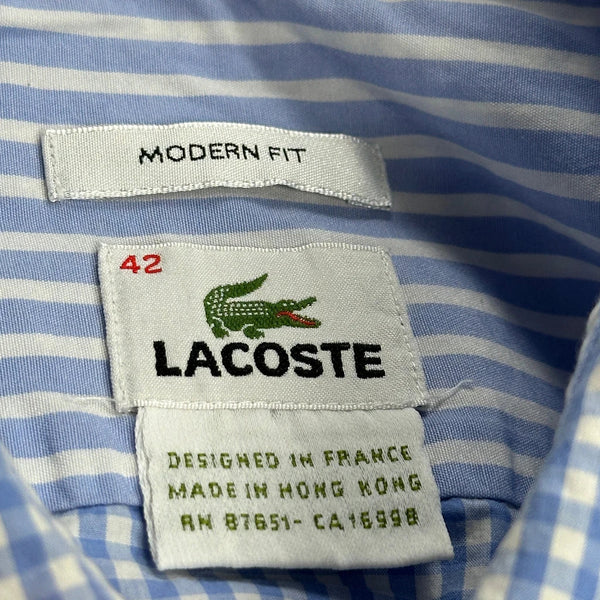 MODERN FIT
42
LACOSTE
DESIGNED IN FRANCE
MADE IN HONG KONG
RN 87651- CA16998